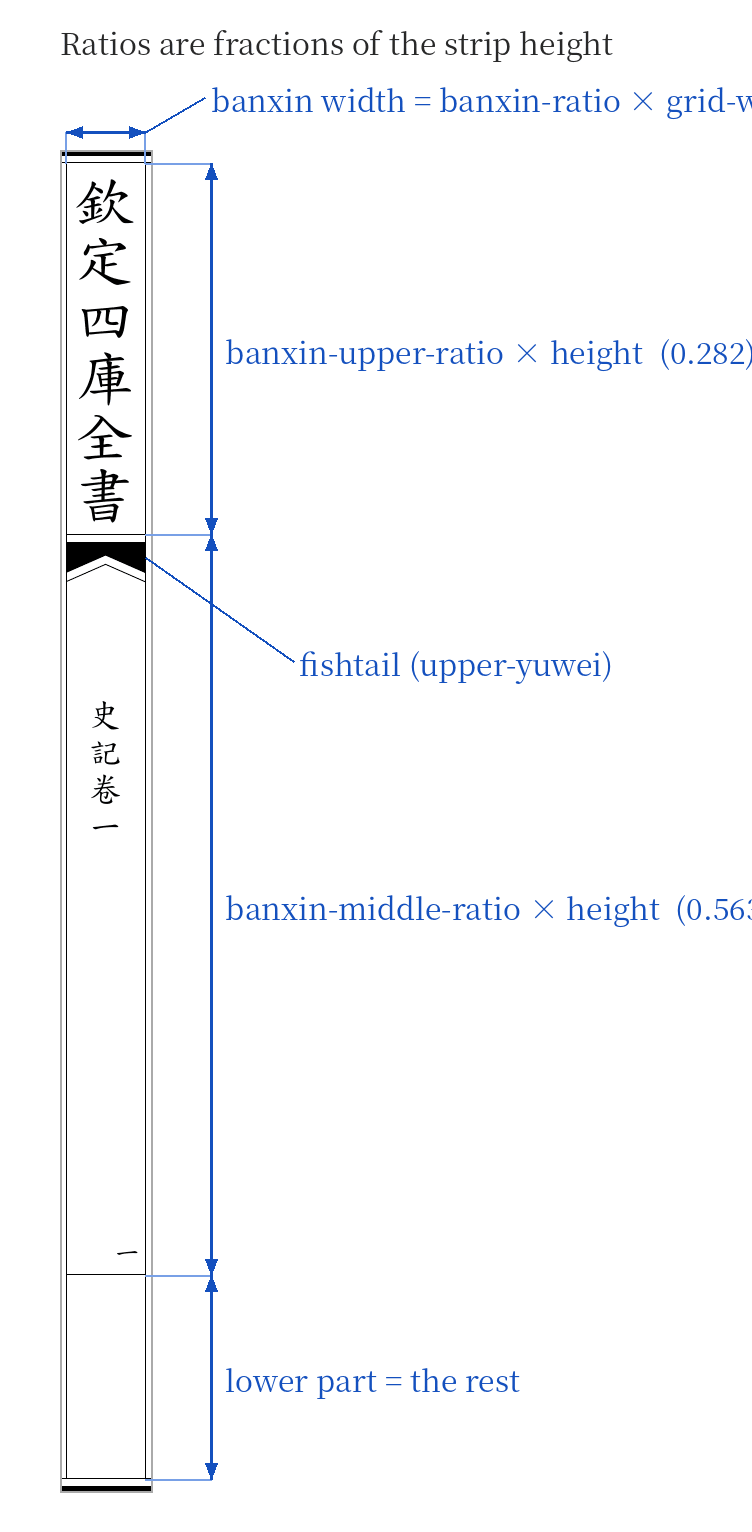 Ratios are fractions of the strip height
banxin width = banxin-ratio × grid-w
欽定四庫全書
banxin-upper-ratio × height (0.282)
fishtail (upper-yuwei)
史記卷一
banxin-middle-ratio × height (0.563
一
lower part = the rest